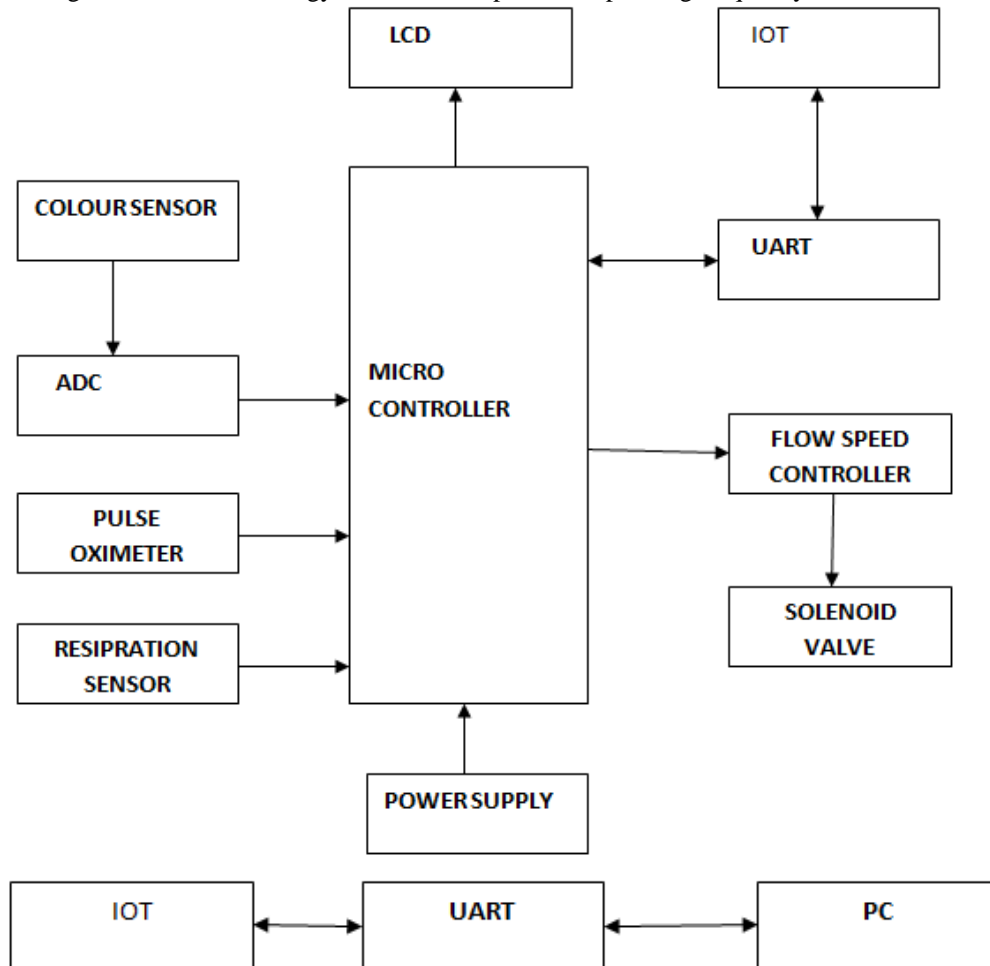 LCD
IOT
COLOUR SENSOR
UART
ADC
MICRO
CONTROLLER
FLOW SPEED
CONTROLLER
PULSE
OXIMETER
SOLENOID
VALVE
RESIPRATION
SENSOR
POWER SUPPLY
IOT
UART
PC